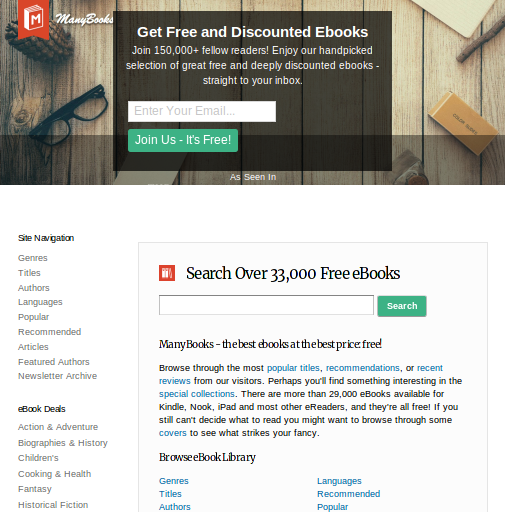 ManyBooks
Get Free and Discounted Ebooks
Join 150,000+ fellow readers! Enjoy our handpicked
selection of great free and deeply discounted ebooks -
straight to your inbox.
Enter Your Email...
Join Us - It's Free!
As Seen In
Site Navigation
Genres
Titles
Authors
Languages
Popular
Recommended
Articles
Featured Authors
Newsletter Archive
eBook Deals
Action & Adventure
Biographies & History
Children's
Cooking & Health
Fantasy
Historical Fiction
Search Over 33,000 Free eBooks
Search
ManyBooks - the best ebooks at the best price: free!
Browse through the most popular titles, recommendations, or recent
reviews from our visitors. Perhaps you'll find something interesting in the
special collections. There are more than 29,000 eBooks available for
Kindle, Nook, iPad and most other eReaders, and they're all free! If you
still can't decide what to read you might want to browse through some
covers to see what strikes your fancy.
Browse eBook Library
Genres
Languages
Titles
Recommended
Authors
Popular